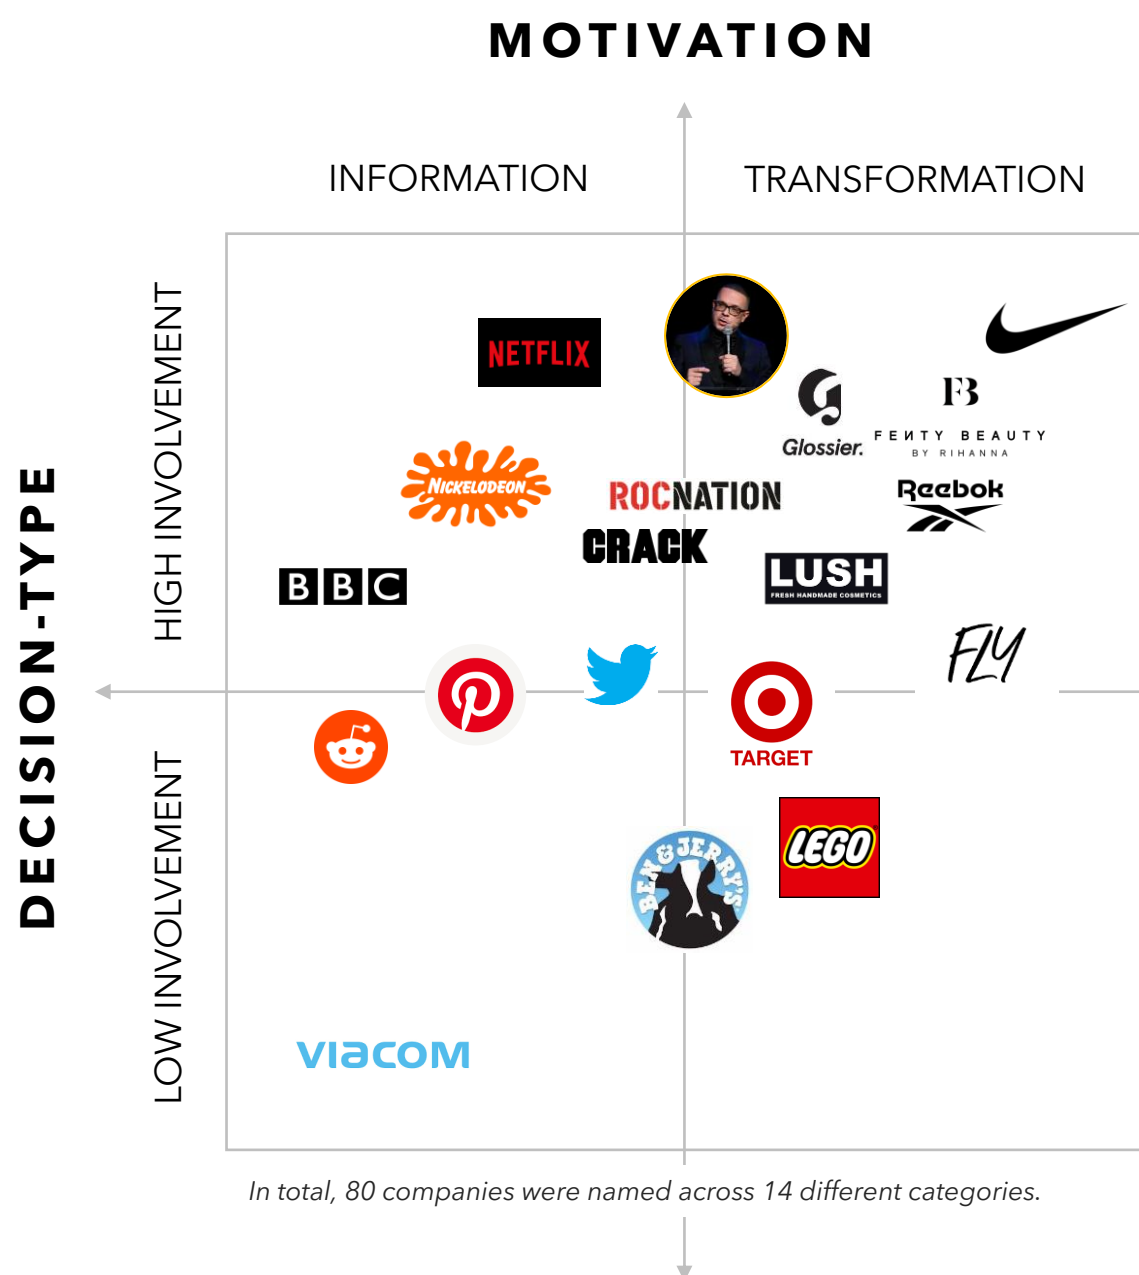 MOTIVATION
INFORMATION
TRANSFORMATION
DECISION-TYPE
HIGH INVOLVEMENT
LOW INVOLVEMENT
NETFLIX
Glossier.
FB
FENTY BEAUTY
BY RIHANNA
NICKELODEON
ROCNATION
Reebok
CRACK
BBC
LUSH
FRESH HANDMADE COSMETICS
FLY
TARGET
LEGO
BEN & JERRY'S
VIACOM
In total, 80 companies were named across 14 different categories.